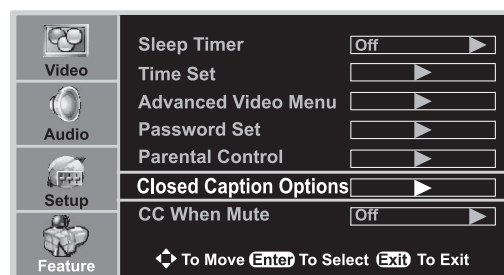 Video
Audio
Setup
Feature
Sleep Timer Off
Time Set
Advanced Video Menu
Password Set
Parental Control
Closed Caption Options
CC When Mute Off
To Move Enter To Select Exit To Exit